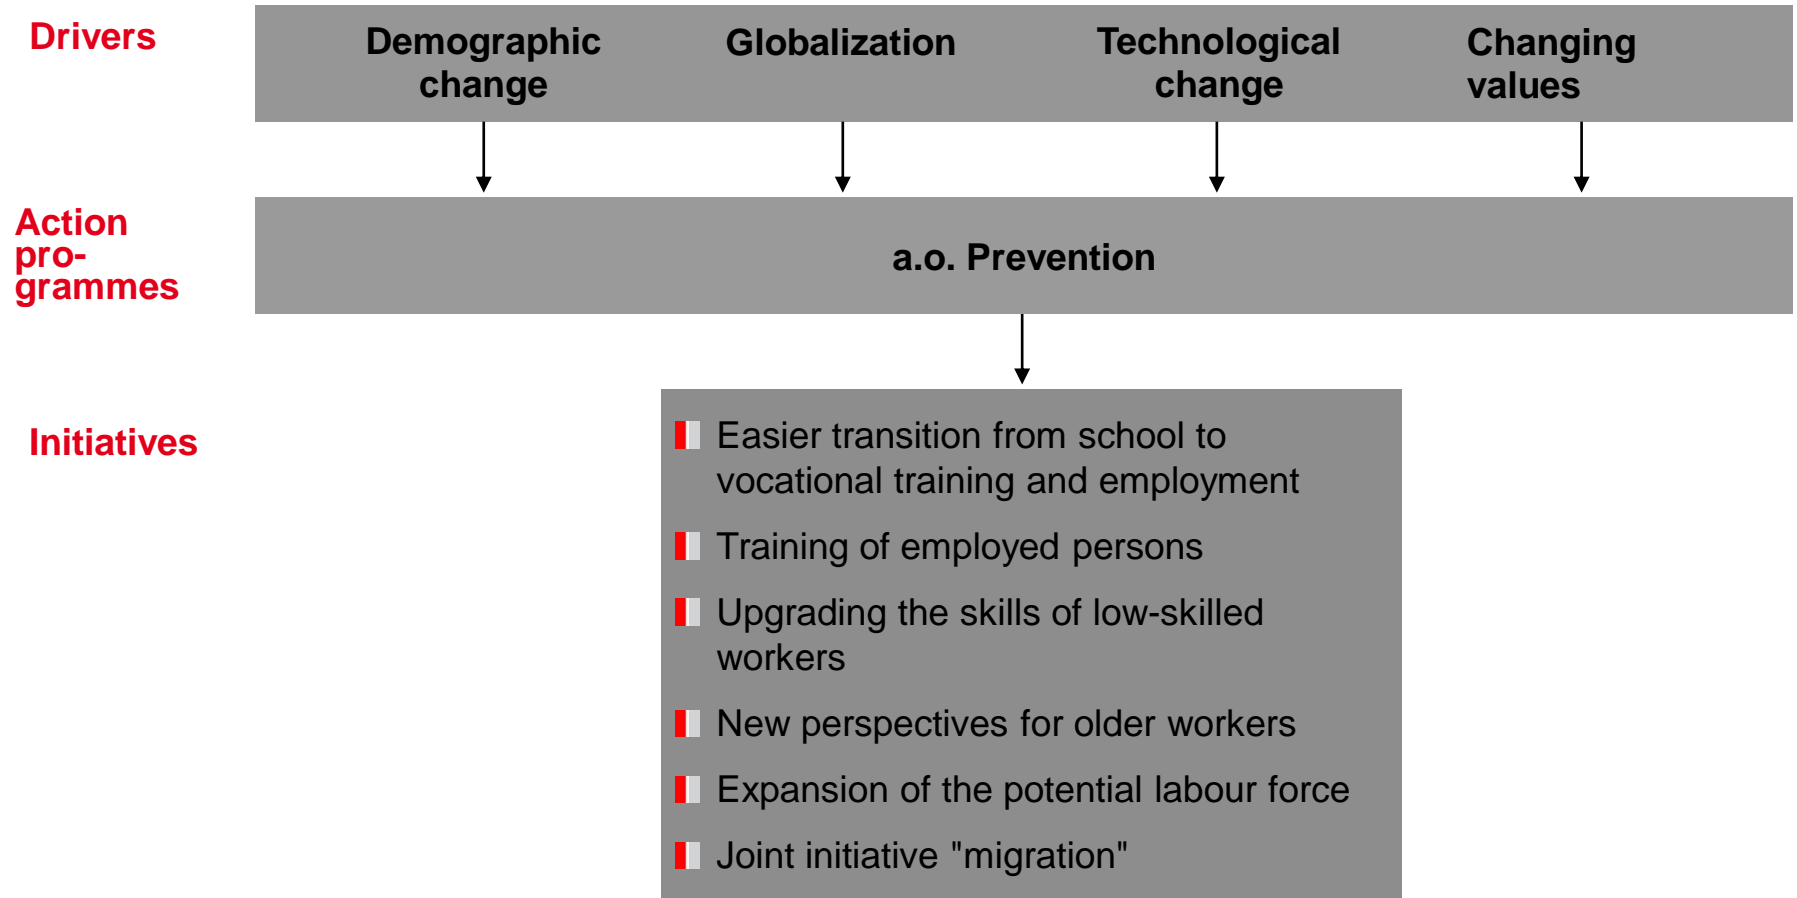 Drivers
Demographic
change
Globalization
Technological
change
Changing
values
Action
pro-
grammes
a.o. Prevention
Initiatives
Easier transition from school to
vocational training and employment
Training of employed persons
Upgrading the skills of low-skilled
workers
New perspectives for older workers
Expansion of the potential labour force
Joint initiative "migration"